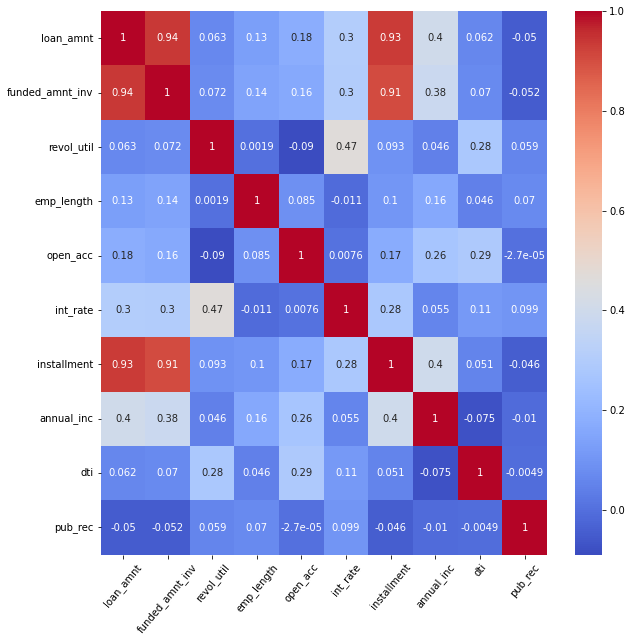 loan_amnt 1 0.94 0.063 0.13 0.18 0.3 0.93 0.4 0.062 -0.05
funded_amnt_inv 0.94 1 0.072 0.14 0.16 0.3 0.91 0.38 0.07 -0.052
revol_util 0.063 0.072 1 0.0019 -0.09 0.47 0.093 0.046 0.28 0.059
emp_length 0.13 0.14 0.0019 1 0.085 -0.011 0.1 0.16 0.046 0.07
open_acc 0.18 0.16 -0.09 0.085 1 0.0076 0.17 0.26 0.29 -2.7e-05
int_rate 0.3 0.3 0.47 -0.011 0.0076 1 0.28 0.055 0.11 0.099
installment 0.93 0.91 0.093 0.1 0.17 0.28 1 0.4 0.051 -0.046
annual_inc 0.4 0.38 0.046 0.16 0.26 0.055 0.4 1 -0.075 -0.01
dti 0.062 0.07 0.28 0.046 0.29 0.11 0.051 -0.075 1 -0.0049
pub_rec -0.05 -0.052 0.059 0.07 -2.7e-05 0.099 -0.046 -0.01 -0.0049 1
loan_amnt funded_amnt_inv revol_util emp_length open_acc int_rate installment annual_inc dti pub_rec
1.0
0.8
0.6
0.4
0.2
0.0